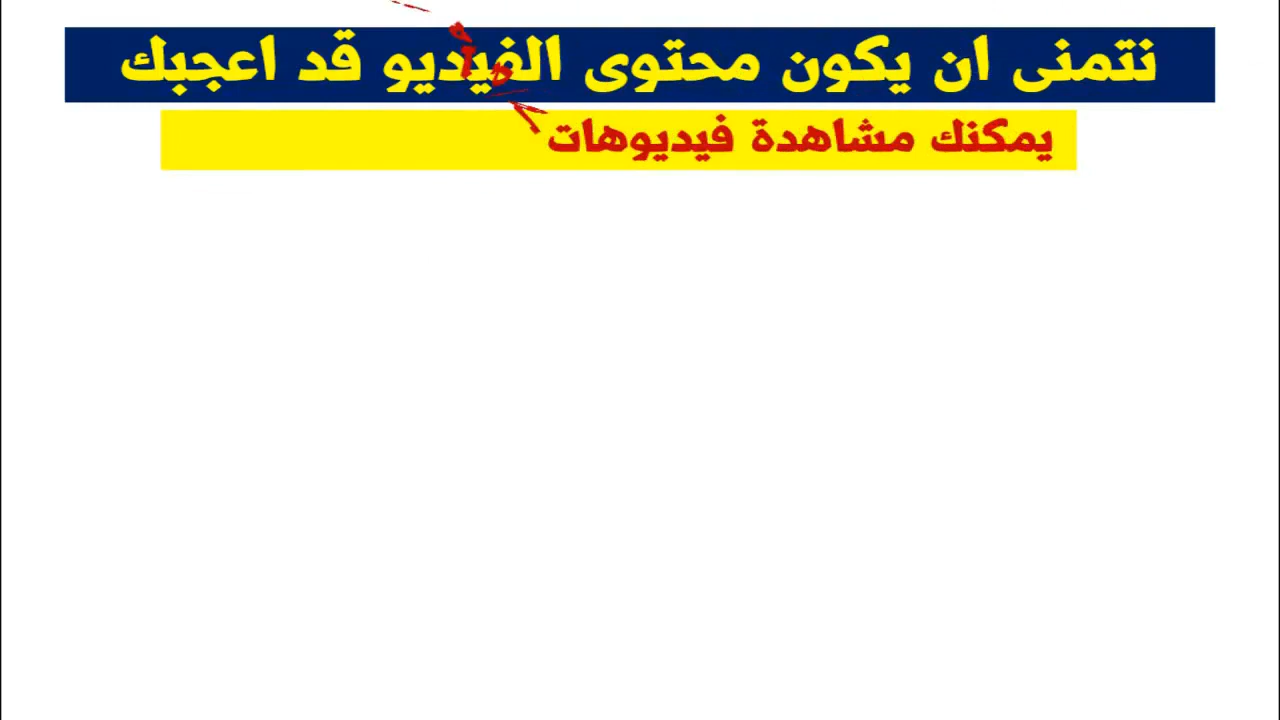 نتمنى ان يكون محتوى الفيديو قد اعجبك
يمكنك مشاهدة فيديوهات